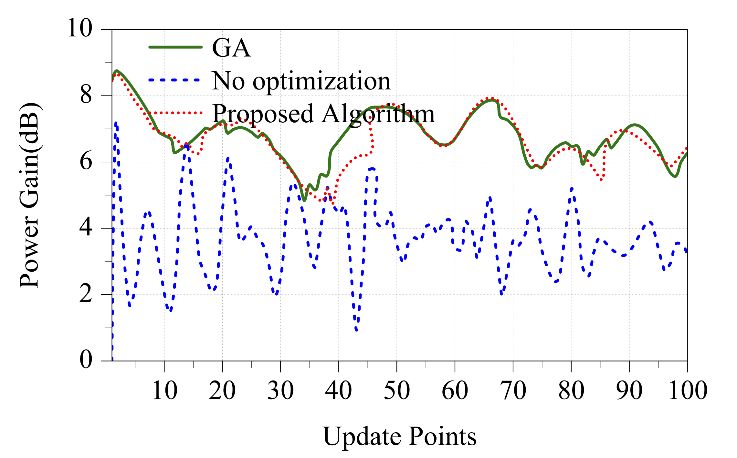 10
8
6
4
2
0
Power Gain(dB)
GA
No optimization
Proposed Algorithm
10 20 30 40 50 60 70 80 90 100
Update Points